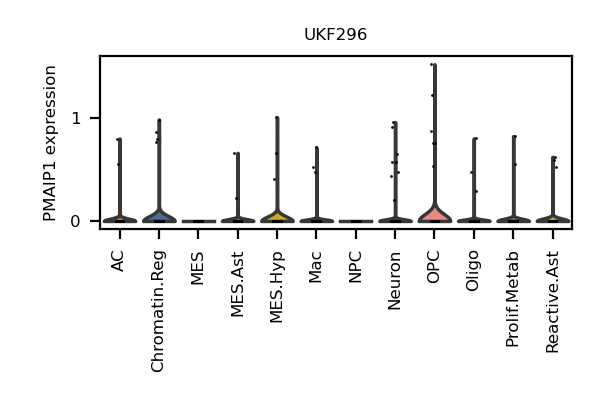 UKF296
PMAIP1 expression
1
0
AC
Chromatin.Reg
MES
MES.Ast
MES.Hyp
Mac
NPC
Neuron
OPC
Oligo
Prolif.Metab
Reactive.Ast